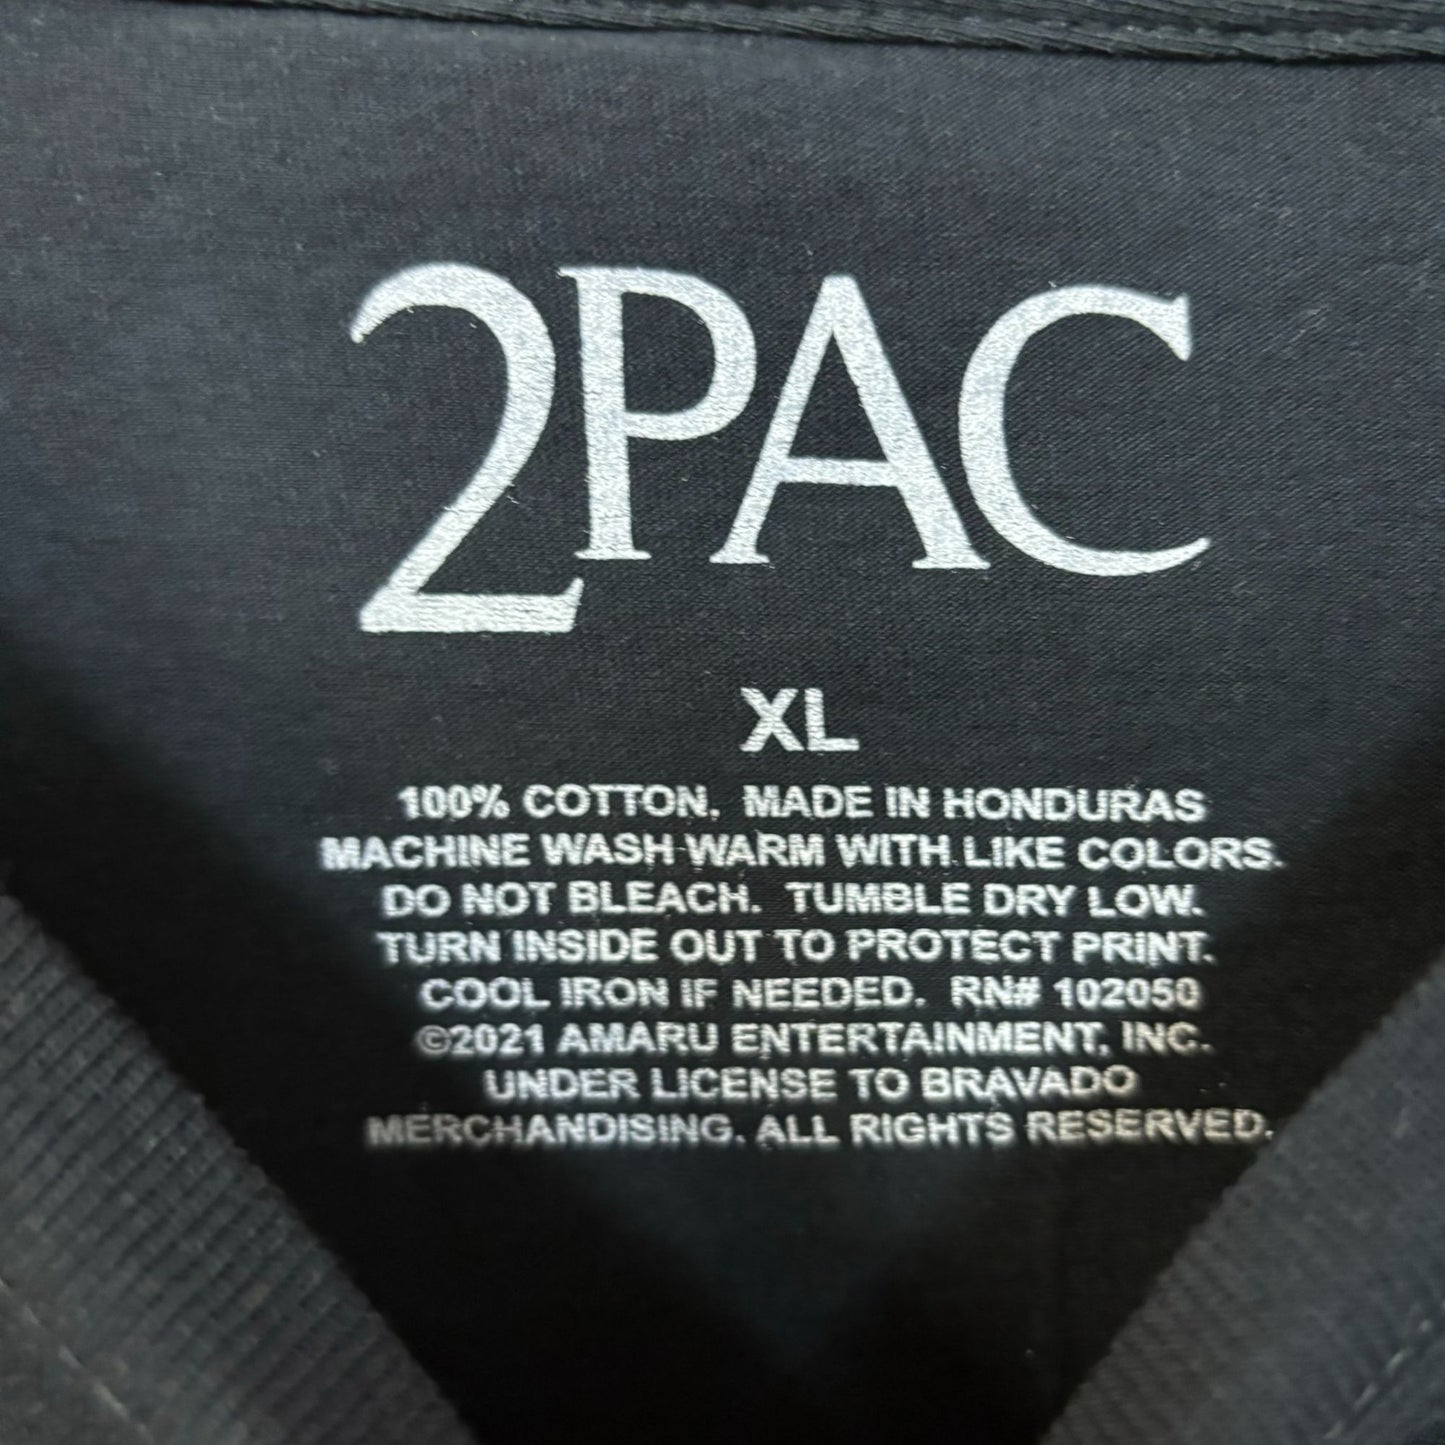 2PAC
XL
100% COTTON. MADE IN HONDURAS
MACHINE WASH WARM WITH LIKE COLORS.
DO NOT BLEACH. TUMBLE DRY LOW.
TURN INSIDE OUT TO PROTECT PRINT.
COOL IRON IF NEEDED. RN# 102050
©2021 AMARU ENTERTAINMENT, INC.
UNDER LICENSE TO BRAVADO
MERCHANDISING. ALL RIGHTS RESERVED.